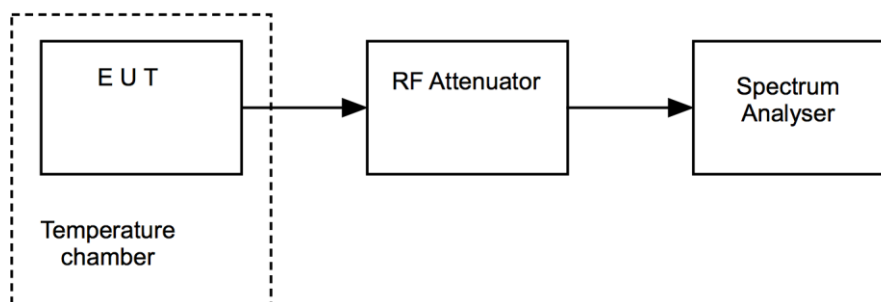 E U T
RF Attenuator
Spectrum
Analyser
Temperature
chamber